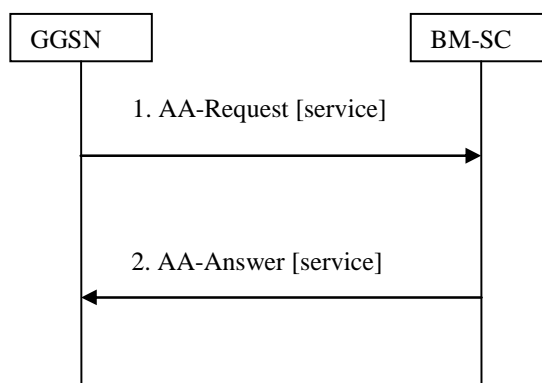 GGSN
BM-SC
1. AA-Request [service]
2. AA-Answer [service]